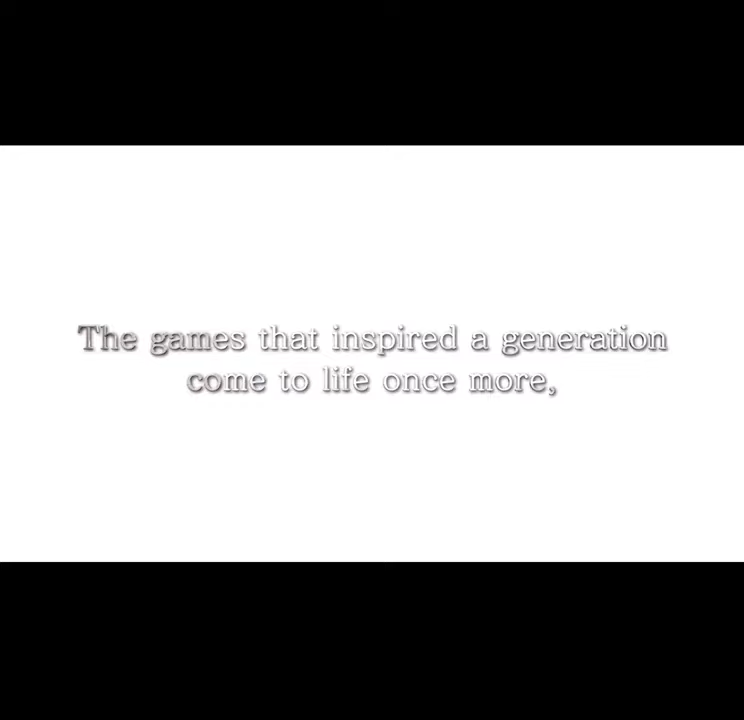 The games that inspired a generation
come to life once more,